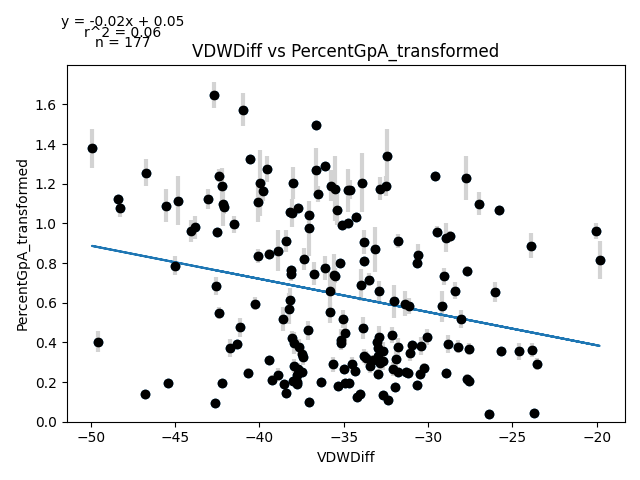 y = -0.02x + 0.05
r^2 = 0.06
n = 177
VDWDiff vs PercentGpA_transformed
PercentGpA_transformed
1.6
1.4
1.2
1.0
0.8
0.6
0.4
0.2
0.0
−50 −45 −40 −35 −30 −25 −20
VDWDiff